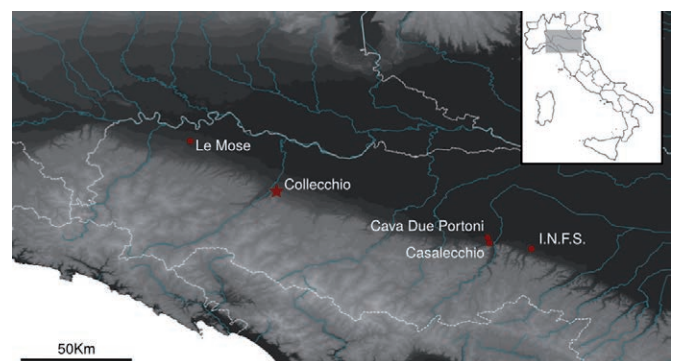 Le Mose
Collecchio
Cava Due Portoni
I.N.F.S.
Casalecchio
50Km